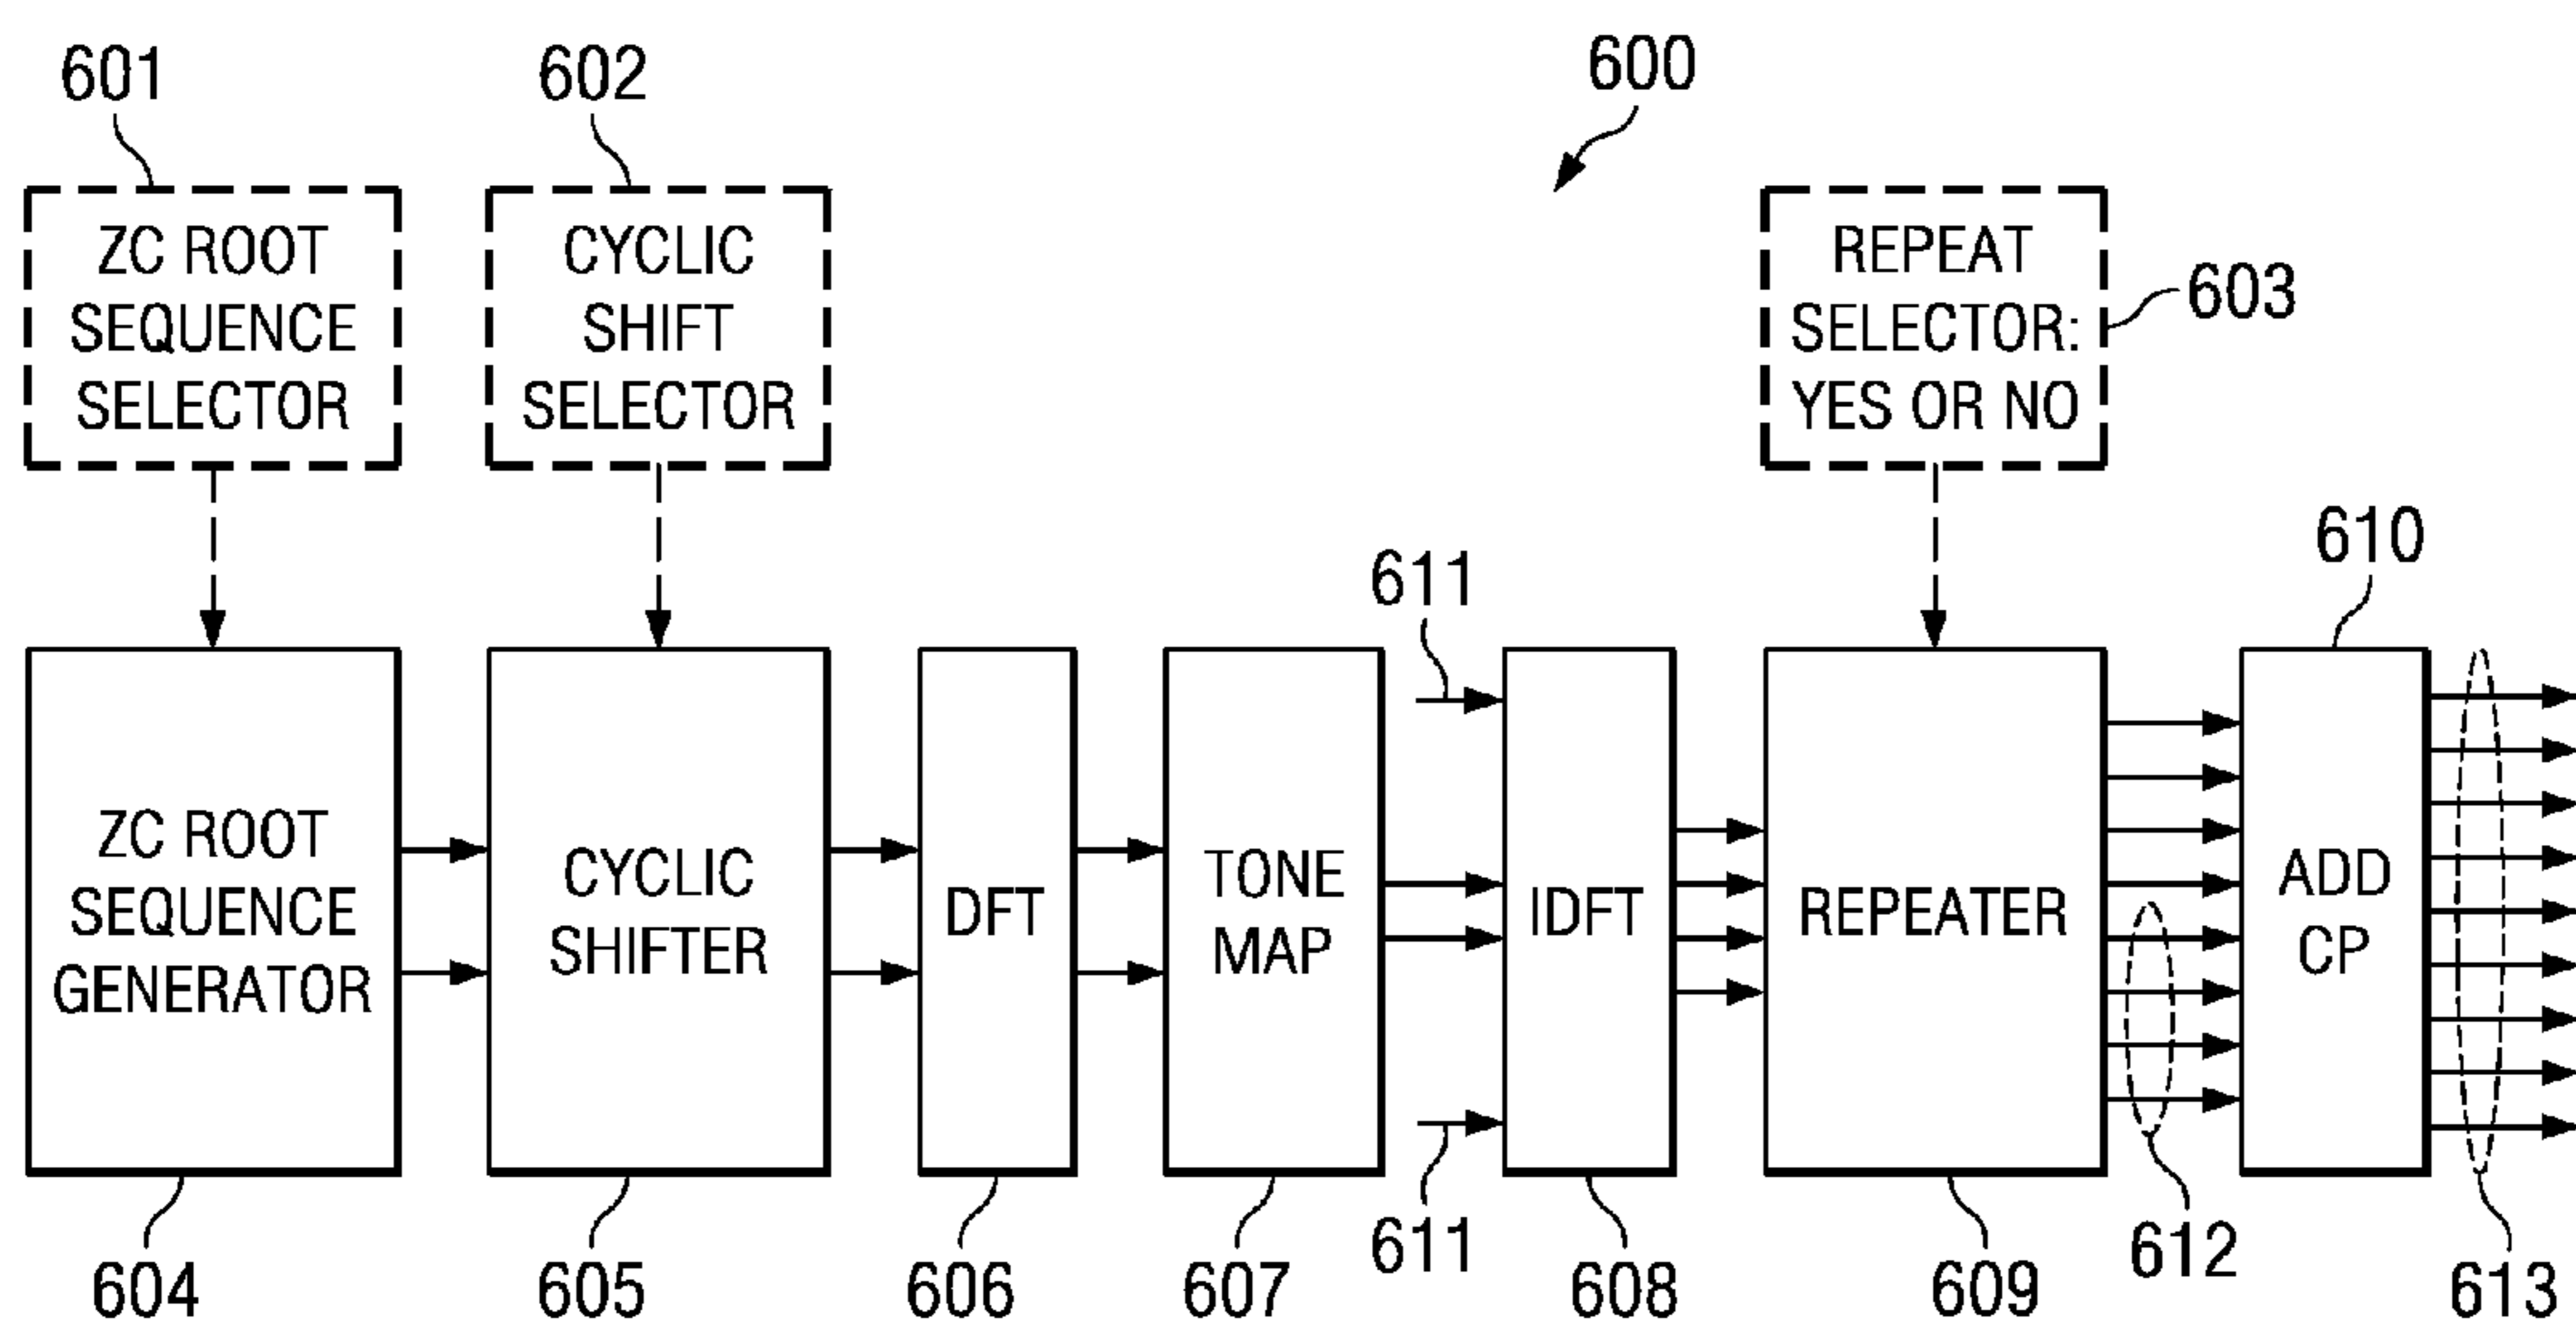 601
602
600
ZC ROOT
SEQUENCE
SELECTOR
CYCLIC
SHIFT
SELECTOR
REPEAT
SELECTOR:
YES OR NO
603
611
610
ZC ROOT
SEQUENCE
GENERATOR
CYCLIC
SHIFTER
DFT
TONE
MAP
IDFT
REPEATER
ADD
CP
604
605
606
607
611
608
609
612
613